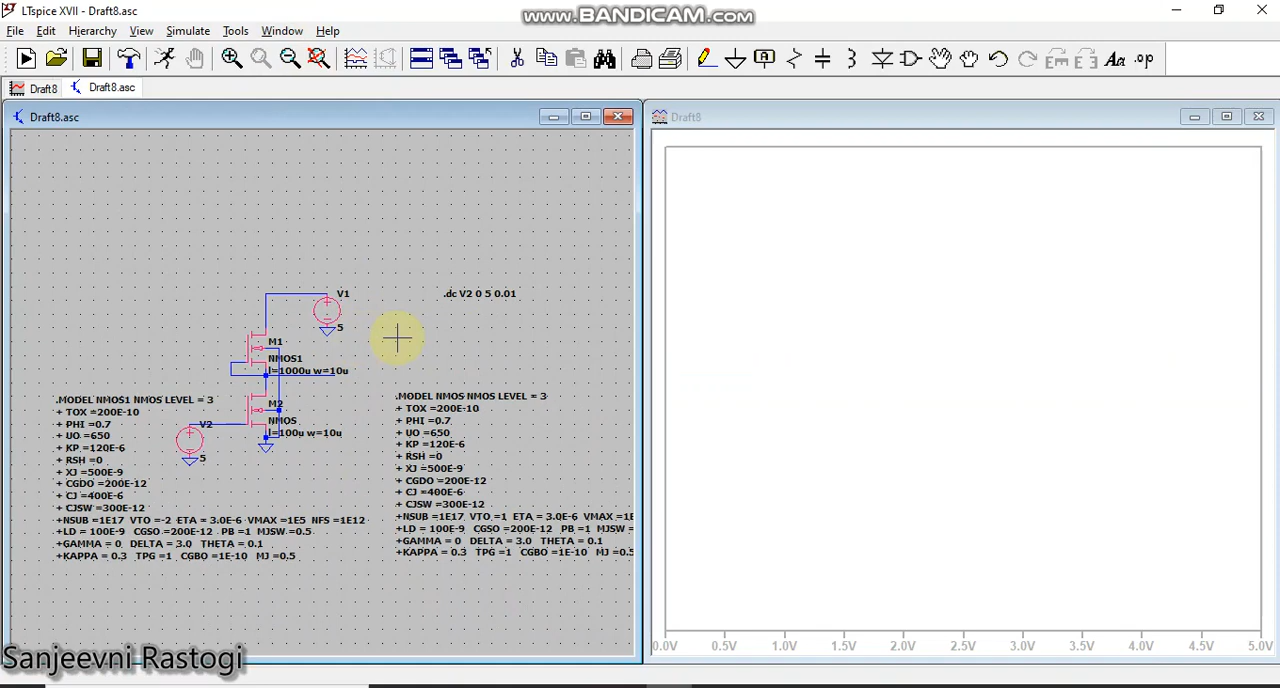 LTspice XVII - Draft8.asc
www.BANDICAM.com
File Edit Hierarchy View Simulate Tools Window Help
A Aa .op
Draft8 Draft8.asc
Draft8.asc
Draft8
V1
.dc V2 0 5 0.01
5
M1
NMOS1
l=1000u w=10u
M2
NMOS
l=100u w=10u
V2
5
.MODEL NMOS1 NMOS LEVEL = 3
+ TOX =200E-10
+ PHI =0.7
+ UO =650
+ KP =120E-6
+ RSH =0
+ XJ =500E-9
+ CGDO =200E-12
+ CJ =400E-6
+ CJSW =300E-12
+NSUB =1E17 VTO =-2 ETA = 3.0E-6 VMAX =1E5 NFS =1E12
+LD = 100E-9 CGSO =200E-12 PB =1 MJSW =0.5
+GAMMA = 0 DELTA = 3.0 THETA = 0.1
+KAPPA = 0.3 TPG =1 CGBO =1E-10 MJ =0.5
.MODEL NMOS NMOS LEVEL = 3
+ TOX =200E-10
+ PHI =0.7
+ UO =650
+ KP =120E-6
+ RSH =0
+ XJ =500E-9
+ CGDO =200E-12
+ CJ =400E-6
+ CJSW =300E-12
+NSUB =1E17 VTO =1 ETA = 3.0E-6 VMAX =1E
+LD = 100E-9 CGSO =200E-12 PB =1 MJSW =
+GAMMA = 0 DELTA = 3.0 THETA = 0.1
+KAPPA = 0.3 TPG =1 CGBO =1E-10 MJ =0.5
0.0V 0.5V 1.0V 1.5V 2.0V 2.5V 3.0V 3.5V 4.0V 4.5V 5.0V
Sanjeevni Rastogi